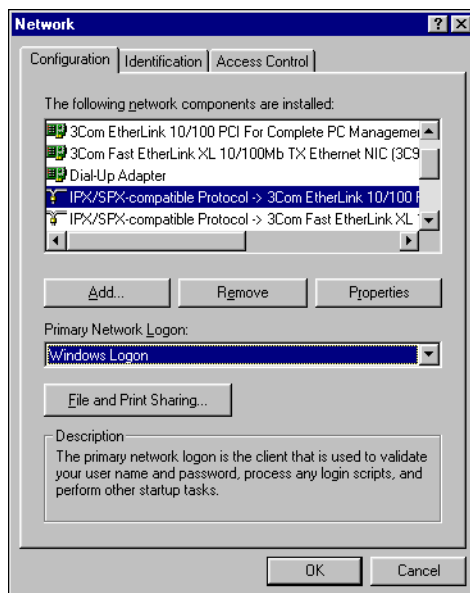 Network
Configuration Identification Access Control
The following network components are installed:
3Com EtherLink 10/100 PCI For Complete PC Managemer
3Com Fast EtherLink XL 10/100Mb TX Ethernet NIC (3C9
Dial-Up Adapter
IPX/SPX-compatible Protocol -> 3Com EtherLink 10/100 F
IPX/SPX-compatible Protocol -> 3Com Fast EtherLink XL
Add... Remove Properties
Primary Network Logon:
Windows Logon
File and Print Sharing...
Description
The primary network logon is the client that is used to validate
your user name and password, process any login scripts, and
perform other startup tasks.
OK Cancel